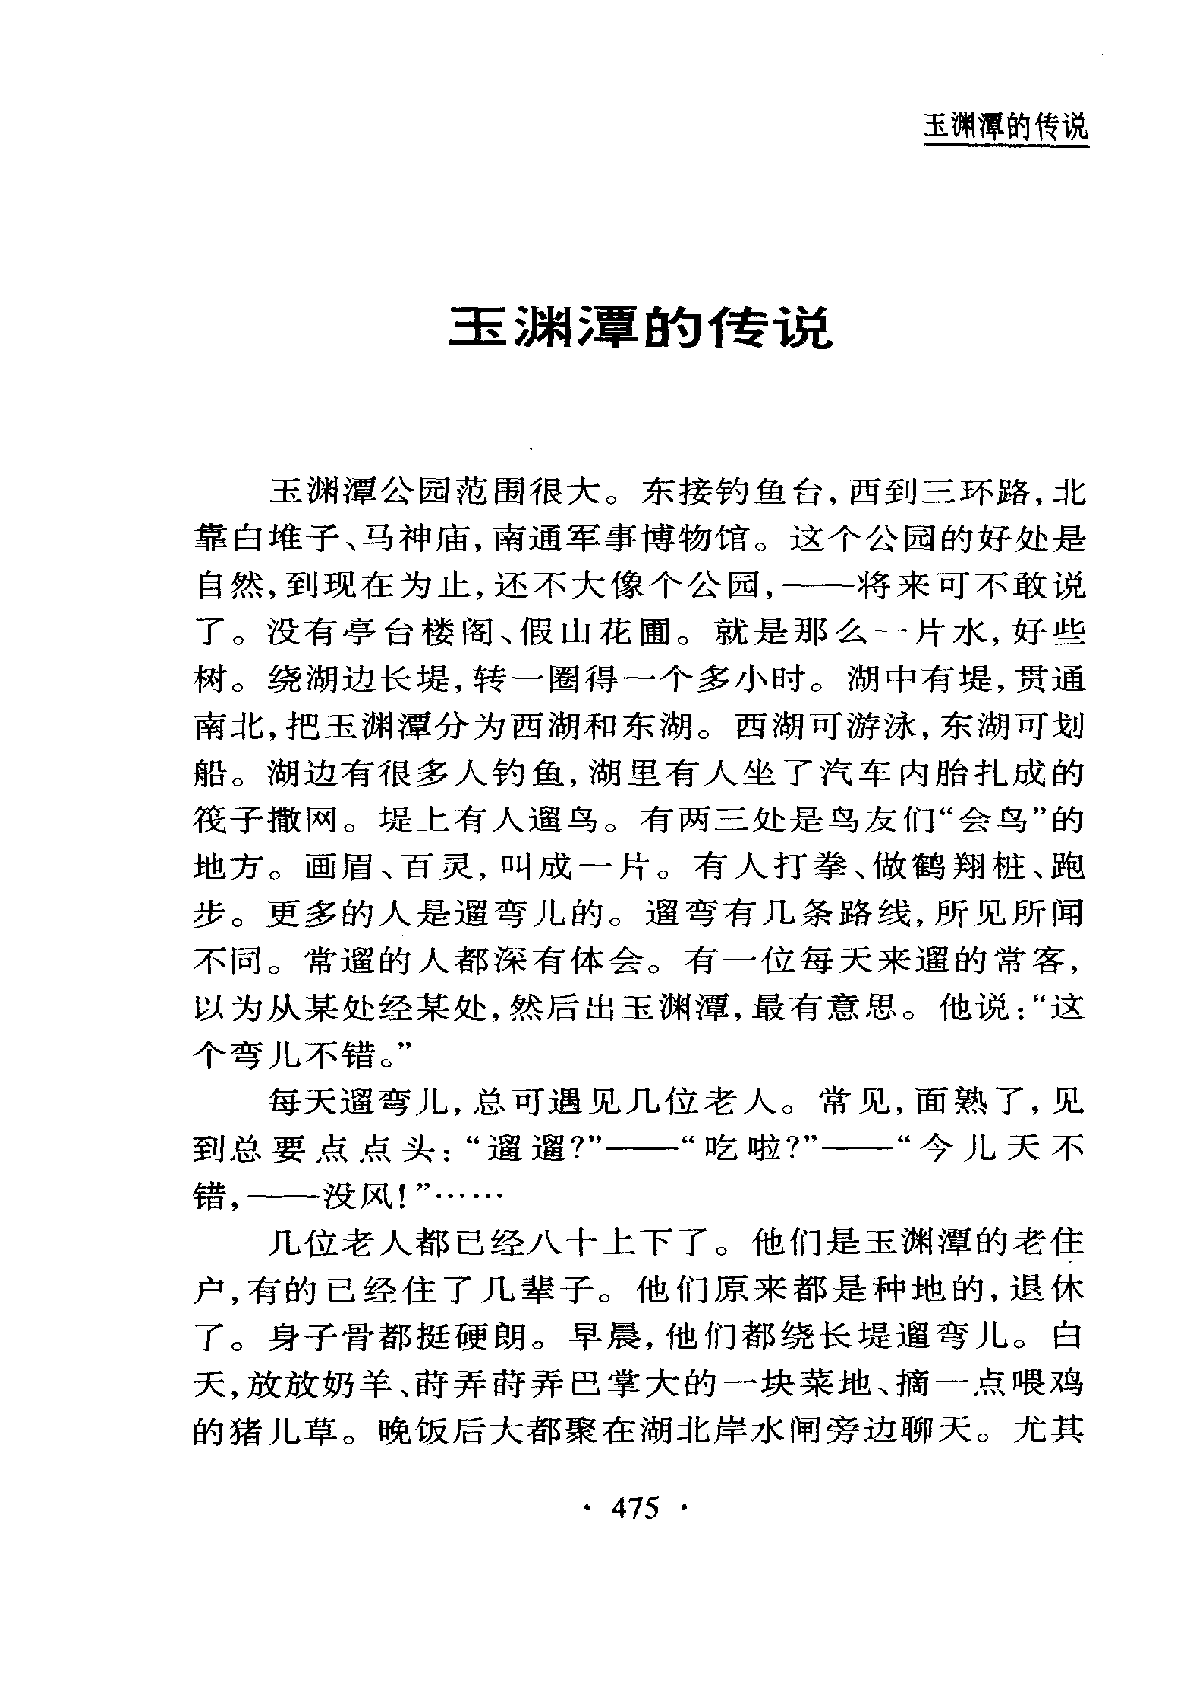 玉渊潭的传说
玉渊潭的传说
玉渊潭公园范围很大。东接钓鱼台,西到三环路,北
靠白堆子、马神庙,南通军事博物馆。这个公园的好处是
自然,到现在为止,还不大像个公园,——将来可不敢说
了。没有亭台楼阁、假山花圃。就是那么一片水,好些
树。绕湖边长堤,转一圈得一个多小时。湖中有堤,贯通
南北,把玉渊潭分为西湖和东湖。西湖可游泳,东湖可划
船。湖边有很多人钓鱼,湖里有人坐了汽车内胎扎成的
筏子撒网。堤上有人遛鸟。有两三处是鸟友们“会鸟”的
地方。画眉、百灵,叫成一片。有人打拳、做鹤翔桩、跑
步。更多的人是遛弯儿的。遛弯有几条路线,所见所闻
不同。常遛的人都深有体会。有一位每天来遛的常客,
以为从某处经某处,然后出玉渊潭,最有意思。他说:“这
个弯儿不错。”
每天遛弯儿,总可遇见几位老人。常见,面熟了,见
到总要点点头:“遛遛?”——“吃啦?”——“今儿天不
错,——没风!”……
几位老人都已经八十上下了。他们是玉渊潭的老住
户,有的已经住了几辈子。他们原来都是种地的,退休
了。身子骨都挺硬朗。早晨,他们都绕长堤遛弯儿。白
天,放放奶羊、莳弄莳弄巴掌大的一块菜地、摘一点喂鸡
的猪儿草。晚饭后大都聚在湖北岸水闸旁边聊天。尤其
· 475 ·